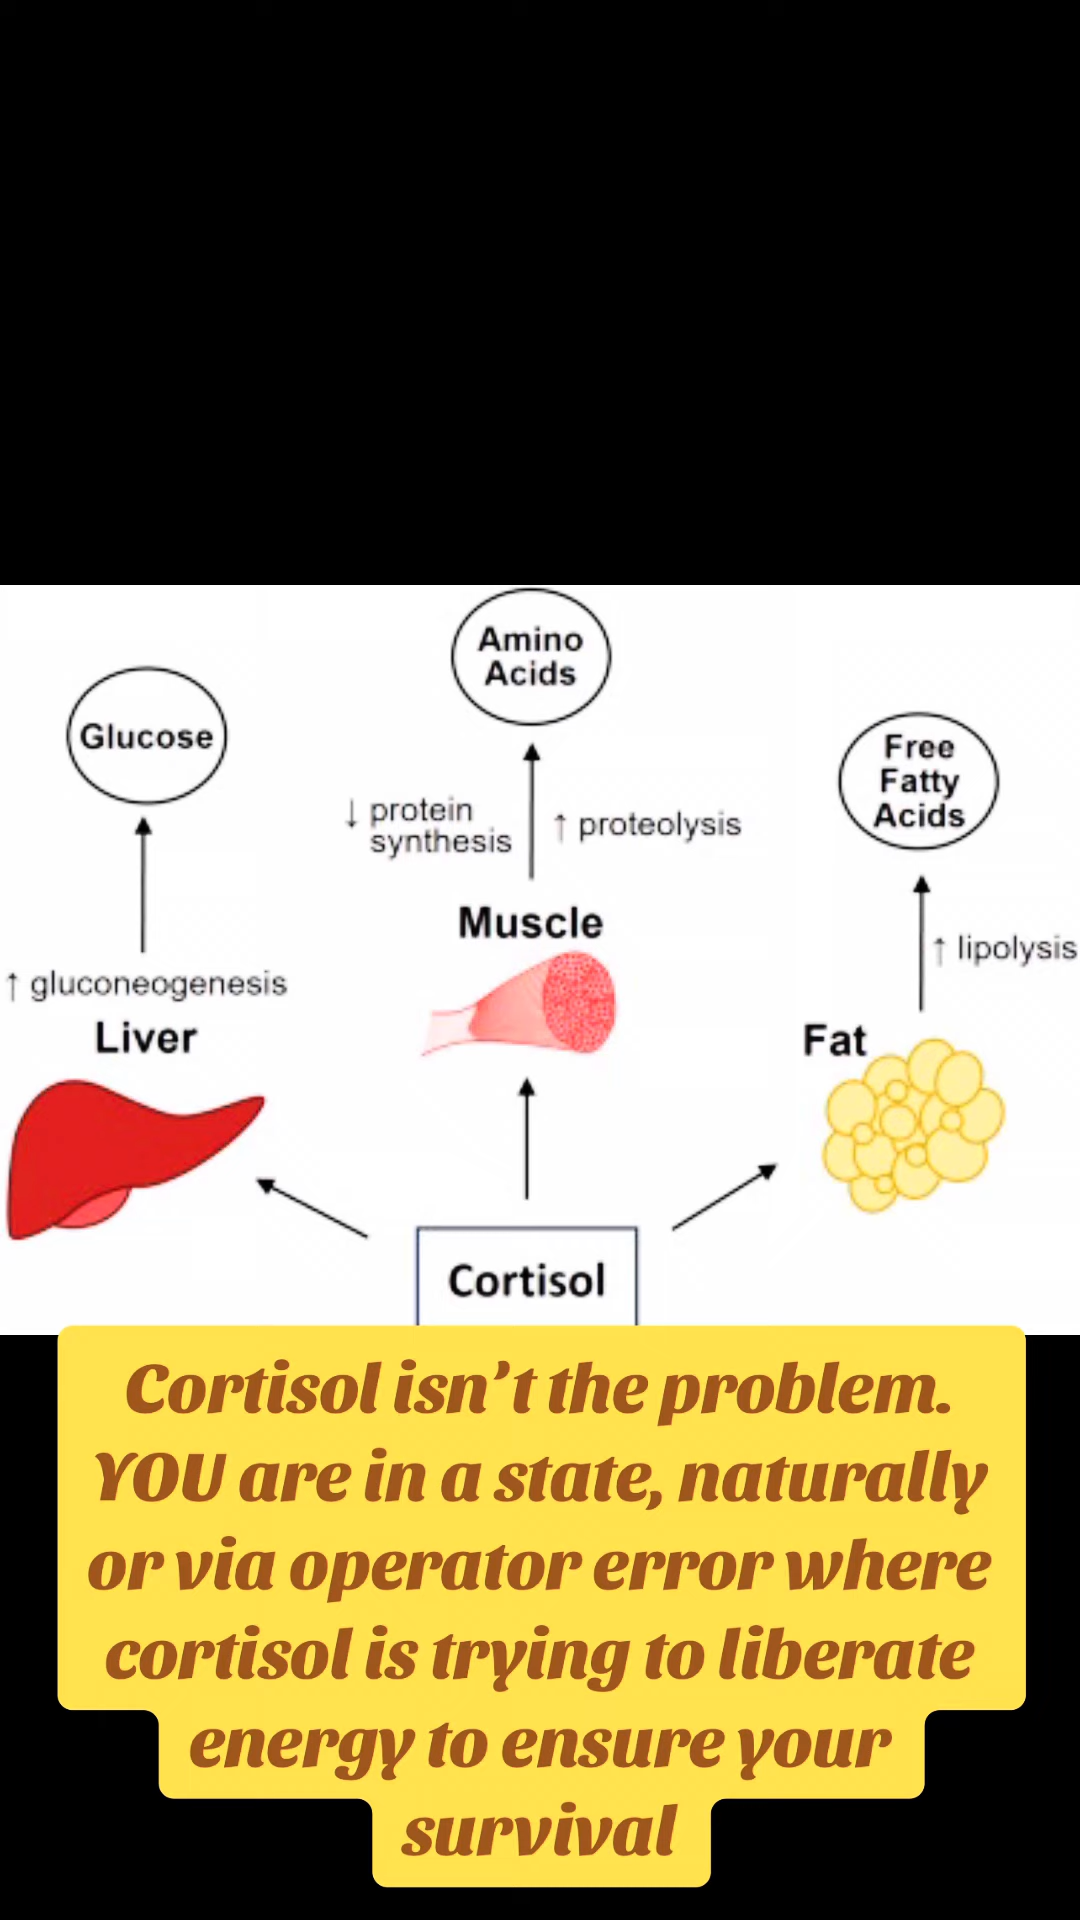 Amino
Acids
Glucose
Free
Fatty
Acids
↓ protein
synthesis
↑ proteolysis
Muscle
↑ lipolysis
↑ gluconeogenesis
Liver
Fat
Cortisol
Cortisol isn't the problem.
YOU are in a state, naturally
or via operator error where
cortisol is trying to liberate
energy to ensure your
survival